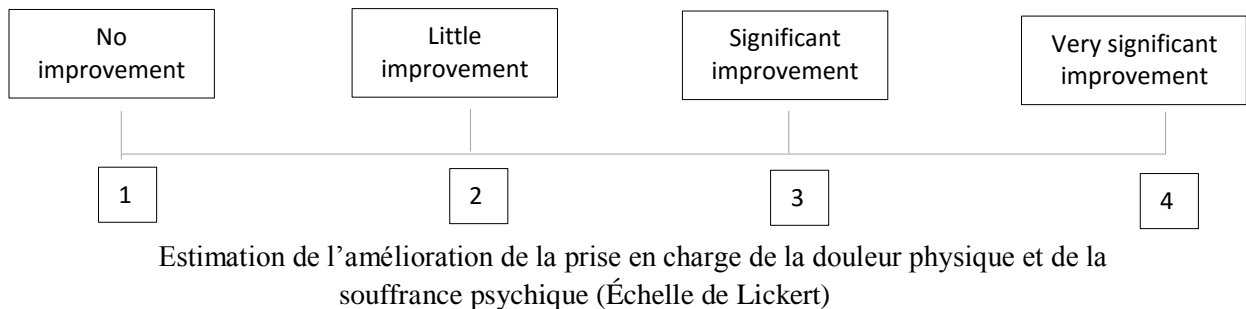 No
improvement
Little
improvement
Significant
improvement
Very significant
improvement
1
2
3
4
Estimation de l’amélioration de la prise en charge de la douleur physique et de la
souffrance psychique (Échelle de Lickert)